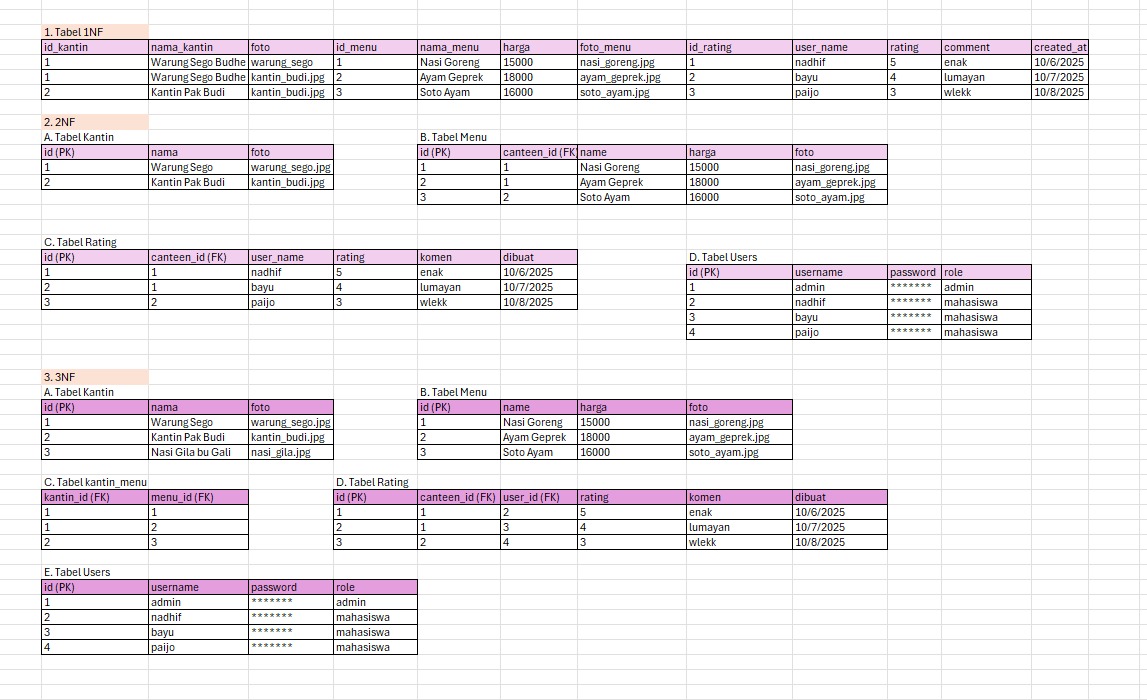 1. Tabel 1NF
id_kantin nama_kantin foto id_menu nama_menu harga foto_menu id_rating user_name rating comment created_at
1 Warung Sego Budhe warung_sego 1 Nasi Goreng 15000 nasi_goreng.jpg 1 nadhif 5 enak 10/6/2025
1 Warung Sego Budhe kantin_budi.jpg 2 Ayam Geprek 18000 ayam_geprek.jpg 2 bayu 4 lumayan 10/7/2025
2 Kantin Pak Budi kantin_budi.jpg 3 Soto Ayam 16000 soto_ayam.jpg 3 paijo 3 wlekk 10/8/2025
2. 2NF
A. Tabel Kantin B. Tabel Menu
id (PK) nama foto id (PK) canteen_id (FK) name harga foto
1 Warung Sego warung_sego.jpg 1 1 Nasi Goreng 15000 nasi_goreng.jpg
2 Kantin Pak Budi kantin_budi.jpg 2 1 Ayam Geprek 18000 ayam_geprek.jpg
3 2 Soto Ayam 16000 soto_ayam.jpg
C. Tabel Rating
id (PK) canteen_id (FK) user_name rating komen dibuat D. Tabel Users
1 1 nadhif 5 enak 10/6/2025 id (PK) username password role
2 1 bayu 4 lumayan 10/7/2025 1 admin ******* admin
3 2 paijo 3 wlekk 10/8/2025 2 nadhif ******* mahasiswa
3 bayu ******* mahasiswa
4 paijo ******* mahasiswa
3. 3NF
A. Tabel Kantin B. Tabel Menu
id (PK) nama foto id (PK) name harga foto
1 Warung Sego warung_sego.jpg 1 Nasi Goreng 15000 nasi_goreng.jpg
2 Kantin Pak Budi kantin_budi.jpg 2 Ayam Geprek 18000 ayam_geprek.jpg
3 Nasi Gila bu Gali nasi_gila.jpg 3 Soto Ayam 16000 soto_ayam.jpg
C. Tabel kantin_menu D. Tabel Rating
kantin_id (FK) menu_id (FK) id (PK) canteen_id (FK) user_id (FK) rating komen dibuat
1 1 1 1 2 5 enak 10/6/2025
1 2 2 1 3 4 lumayan 10/7/2025
2 3 3 2 4 3 wlekk 10/8/2025
E. Tabel Users
id (PK) username password role
1 admin ******* admin
2 nadhif ******* mahasiswa
3 bayu ******* mahasiswa
4 paijo ******* mahasiswa